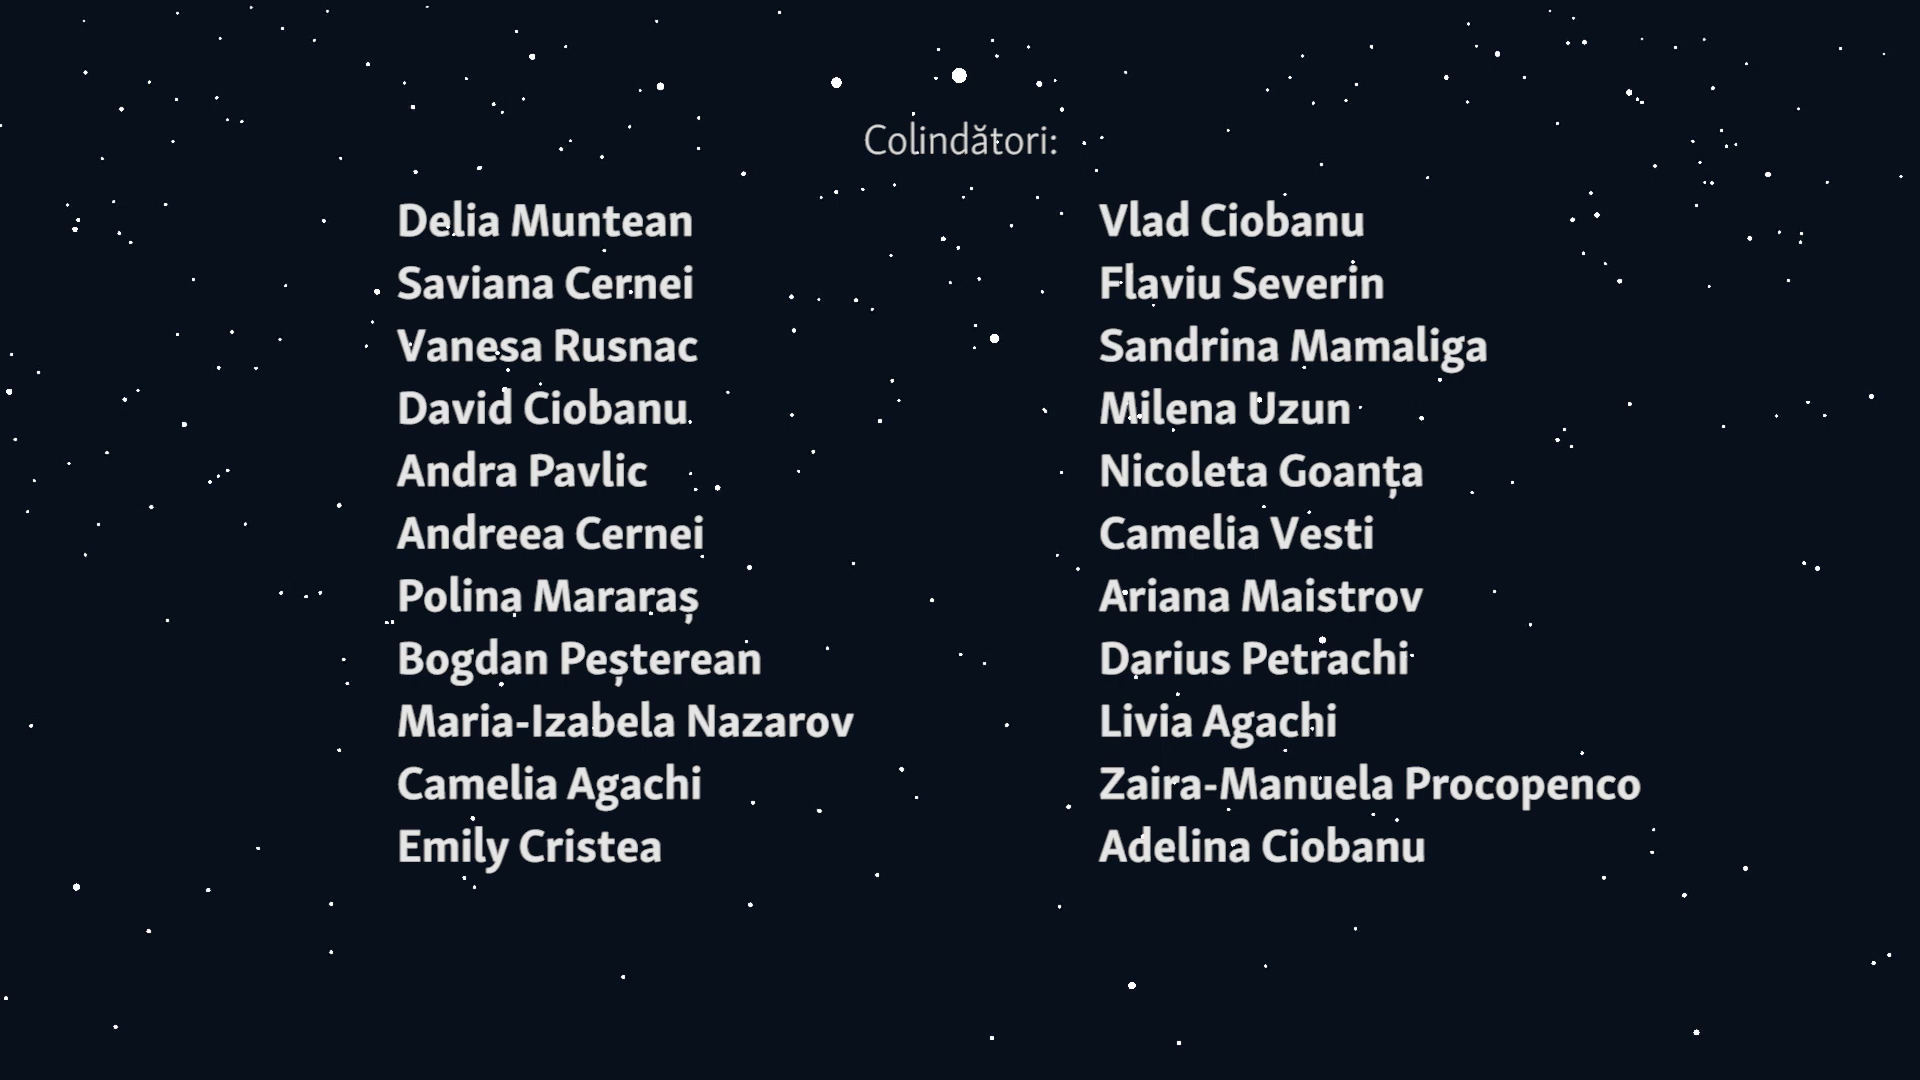 Colindători:
Delia Muntean
Saviana Cernei
Vanesa Rusnac
David Ciobanu
Andra Pavlic
Andreea Cernei
Polina Mararaș
Bogdan Peșterean
Maria-Izabela Nazarov
Camelia Agachi
Emily Cristea
Vlad Ciobanu
Flaviu Severin
Sandrina Mamaliga
Milena Uzun
Nicoleta Goanța
Camelia Vesti
Ariana Maistrov
Darius Petrachi
Livia Agachi
Zaira-Manuela Procopenco
Adelina Ciobanu